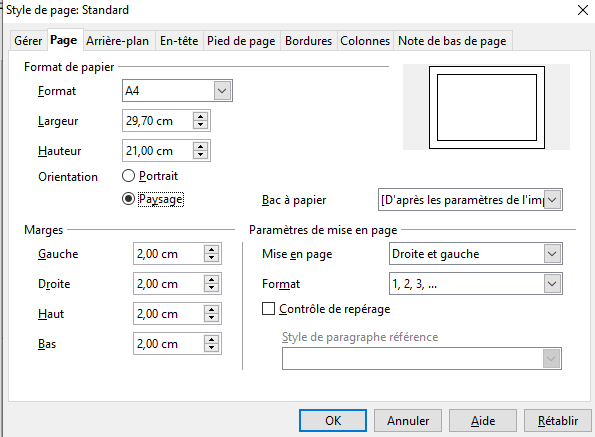 Style de page: Standard
Gérer Page Arrière-plan En-tête Pied de page Bordures Colonnes Note de bas de page
Format de papier
Format A4
Largeur 29,70 cm
Hauteur 21,00 cm
Orientation Portrait
Paysage Bac à papier [D'après les paramètres de l'imp
Marges Paramètres de mise en page
Gauche 2,00 cm Mise en page Droite et gauche
Droite 2,00 cm Format 1, 2, 3, ...
Haut 2,00 cm Contrôle de repérage
Bas 2,00 cm Style de paragraphe référence
OK Annuler Aide Rétablir